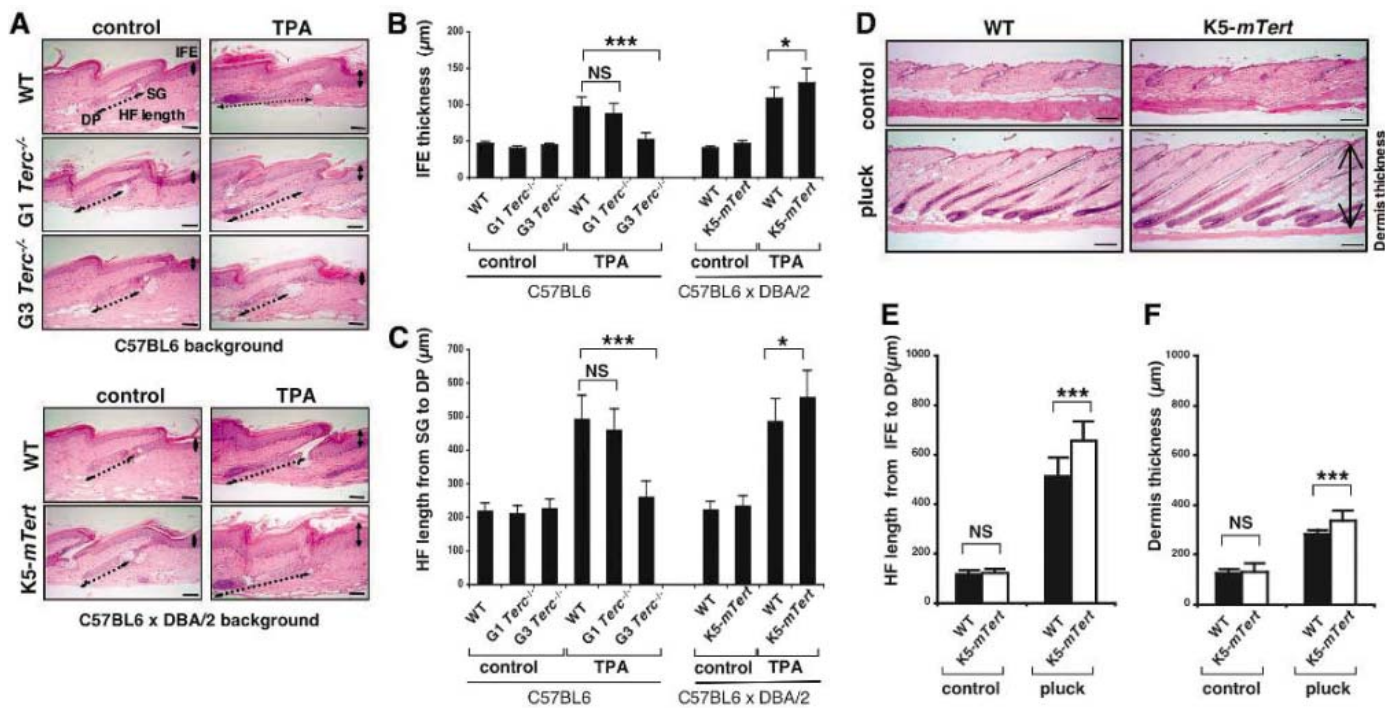 A
control
TPA
WT
IFE
SG
DP
HF length
G1 Terc-/-
G3 Terc-/-
C57BL6 background
control
TPA
WT
K5-mTert
C57BL6 x DBA/2 background
B
IFE thickness (µm)
200
150
100
50
0
***
NS
*
WT
G1 Terc-/-
G3 Terc-/-
WT
G1 Terc-/-
G3 Terc-/-
WT
K5-mTert
WT
K5-mTert
control
TPA
control
TPA
C57BL6
C57BL6 x DBA/2
C
HF length from SG to DP (µm)
700
600
500
400
300
200
100
0
***
NS
*
WT
G1 Terc-/-
G3 Terc-/-
WT
G1 Terc-/-
G3 Terc-/-
WT
K5-mTert
WT
K5-mTert
control
TPA
control
TPA
C57BL6
C57BL6 x DBA/2
D
WT
K5-mTert
control
pluck
Dermis thickness
E
HF length from IFE to DP(µm)
1000
800
600
400
200
0
NS
***
WT
K5-mTert
WT
K5-mTert
control
pluck
F
Dermis thickness (µm)
1000
800
600
400
200
0
NS
***
WT
K5-mTert
WT
K5-mTert
control
pluck